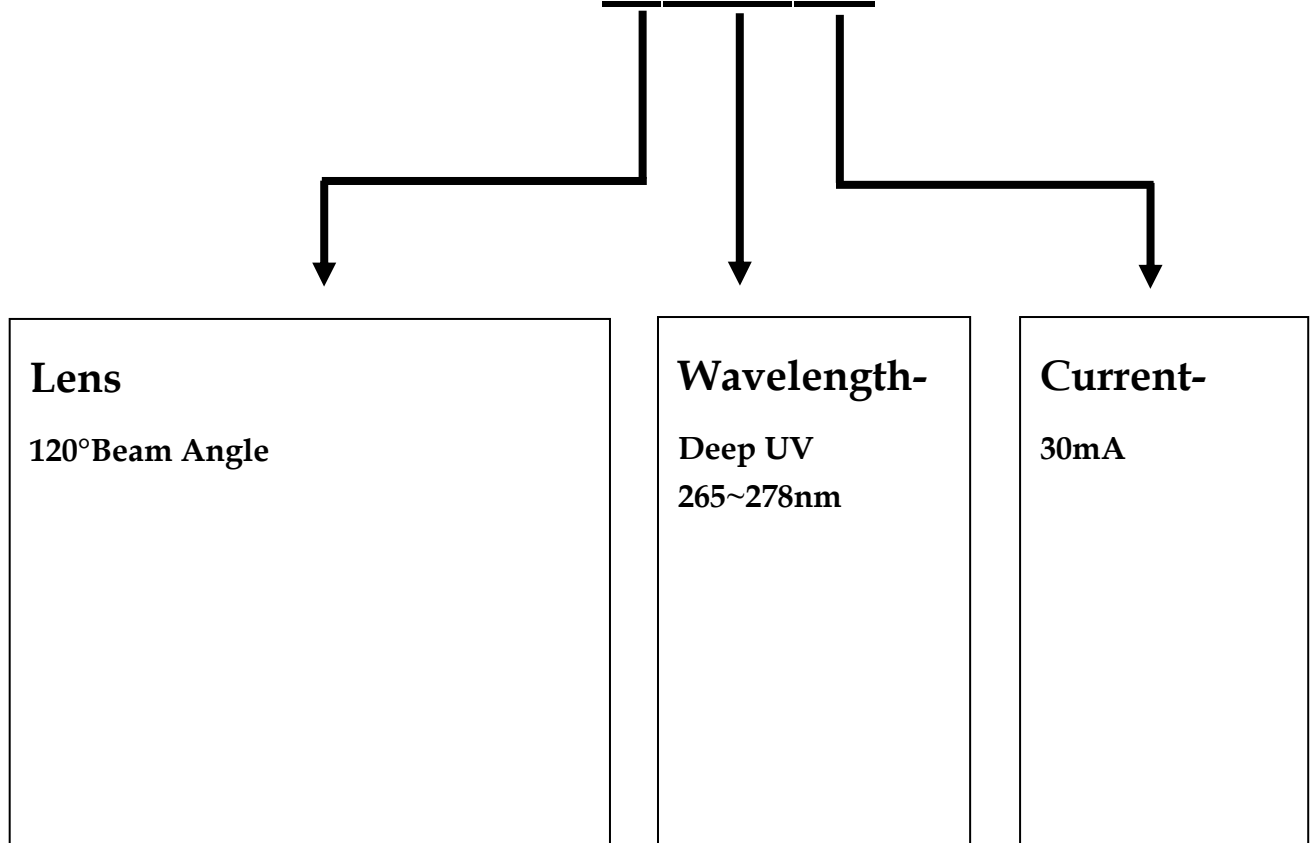 Lens
120°Beam Angle
Wavelength-
Deep UV
265~278nm
Current-
30mA